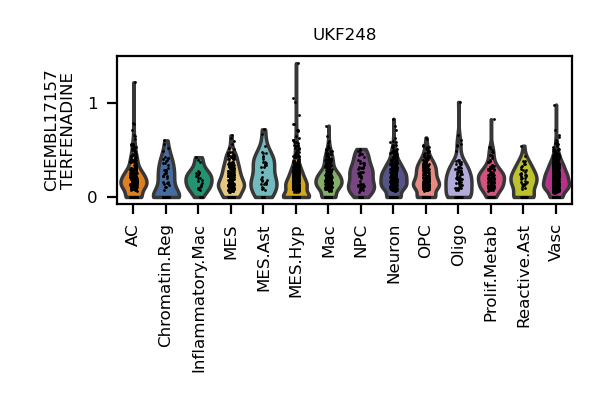 UKF248
CHEMBL17157
TERFENADINE
1
0
AC
Chromatin.Reg
Inflammatory.Mac
MES
MES.Ast
MES.Hyp
Mac
NPC
Neuron
OPC
Oligo
Prolif.Metab
Reactive.Ast
Vasc